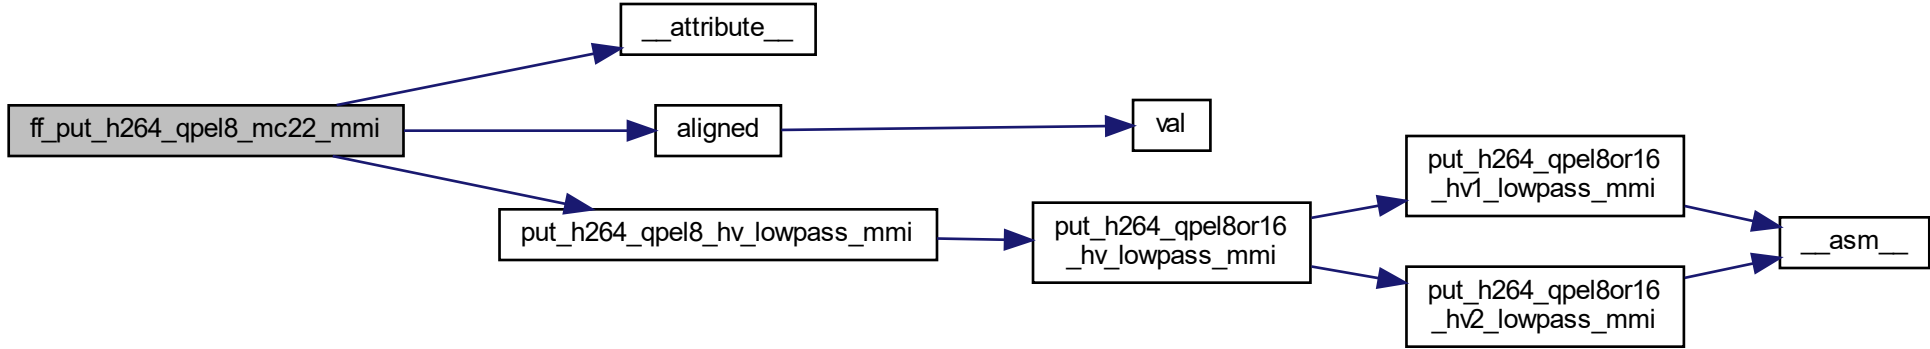 __attribute__
ff_put_h264_qpel8_mc22_mmi
aligned
val
put_h264_qpel8_hv_lowpass_mmi
put_h264_qpel8or16
_hv_lowpass_mmi
put_h264_qpel8or16
_hv1_lowpass_mmi
put_h264_qpel8or16
_hv2_lowpass_mmi
__asm__